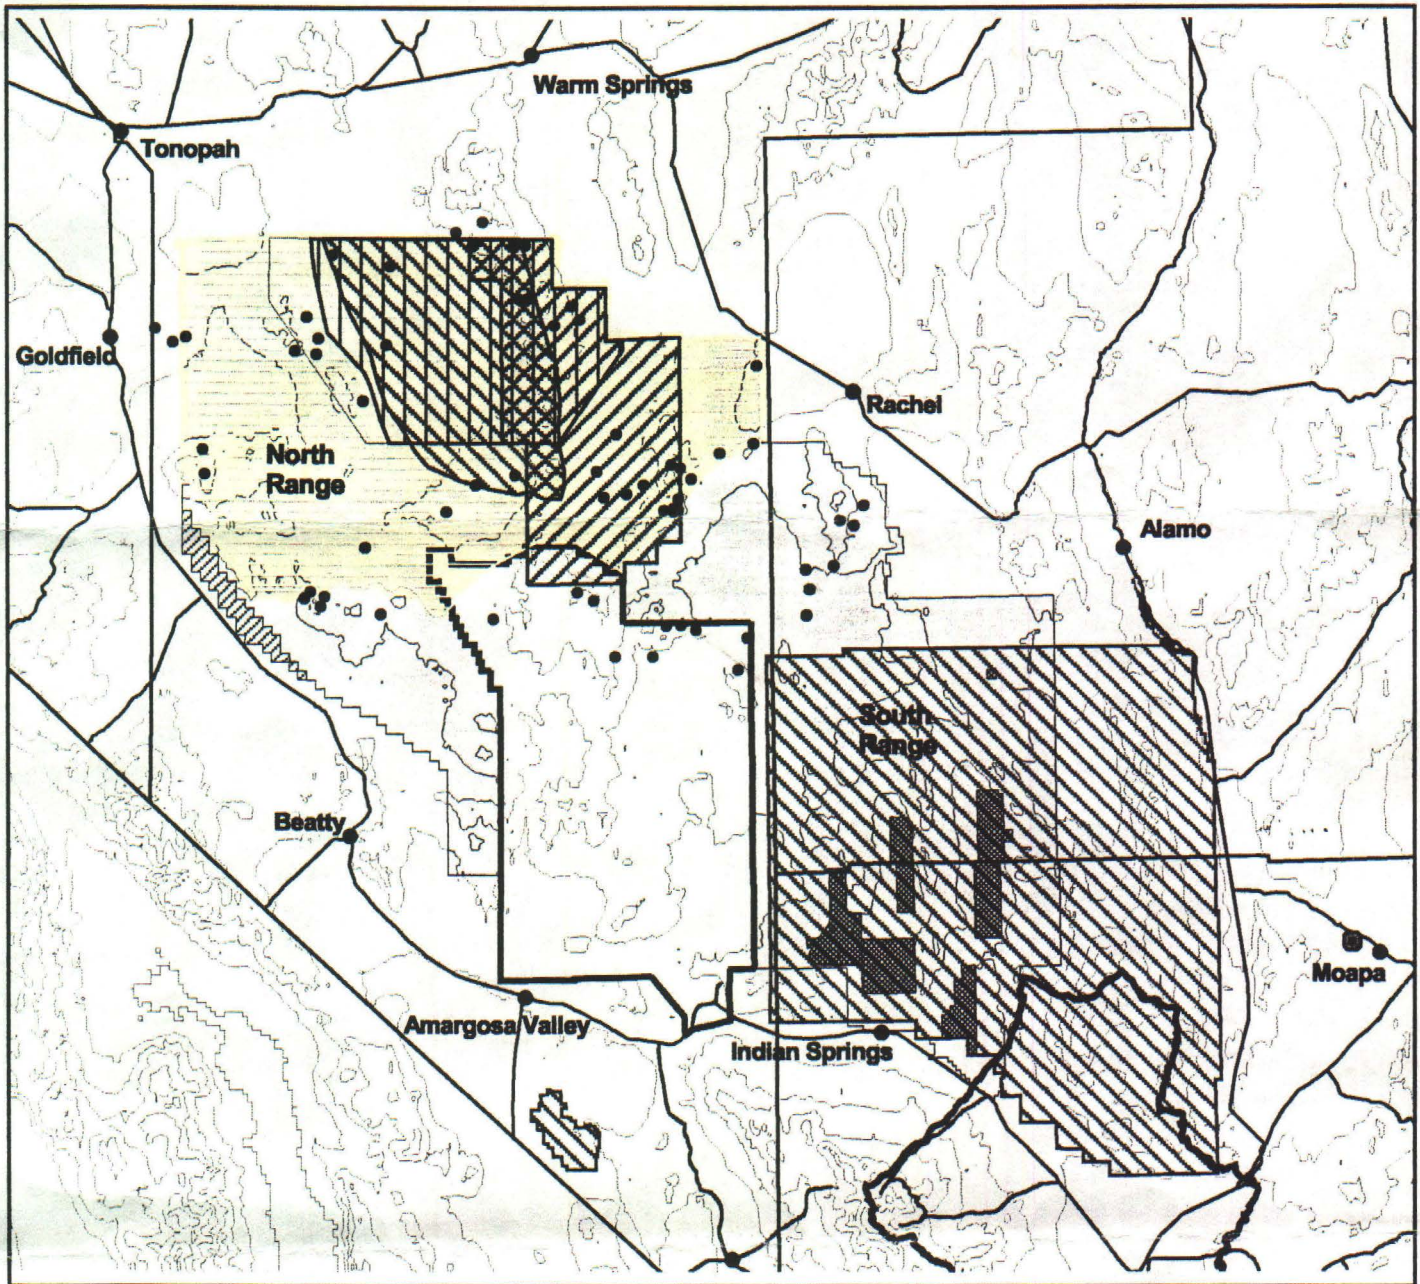 Warm Springs
Tonopah
Goldfield
Rachel
North
Range
Alamo
South
Range
Beatty
Moapa
Amargosa Valley
Indian Springs